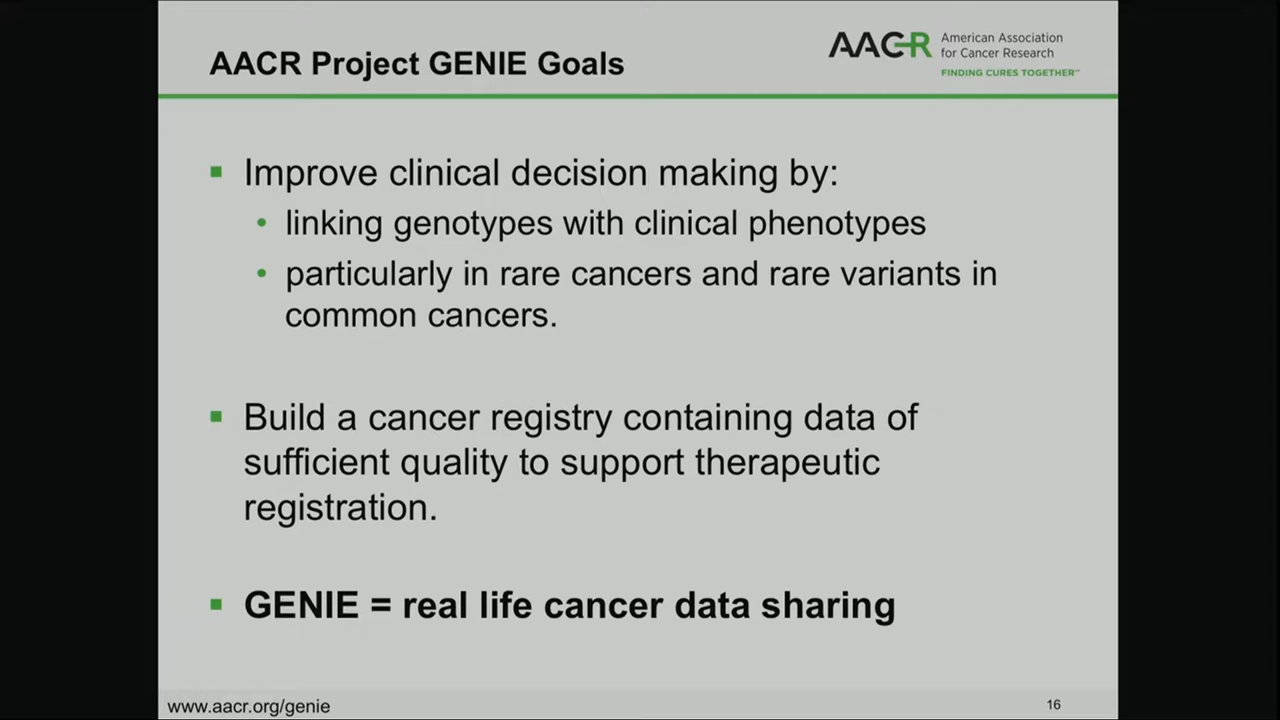 AACR Project GENIE Goals
AACR
American Association
for Cancer Research
FINDING CURES TOGETHER℠
▪ Improve clinical decision making by:
• linking genotypes with clinical phenotypes
• particularly in rare cancers and rare variants in
common cancers.
▪ Build a cancer registry containing data of
sufficient quality to support therapeutic
registration.
▪ GENIE = real life cancer data sharing
www.aacr.org/genie
16